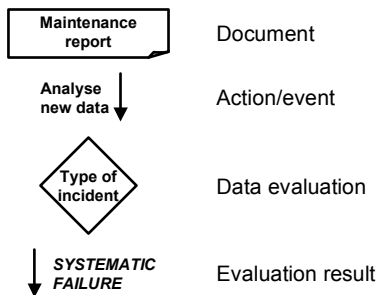 Maintenance
report
Document
Analyse
new data
Action/event
Type of
incident
Data evaluation
SYSTEMATIC
FAILURE
Evaluation result